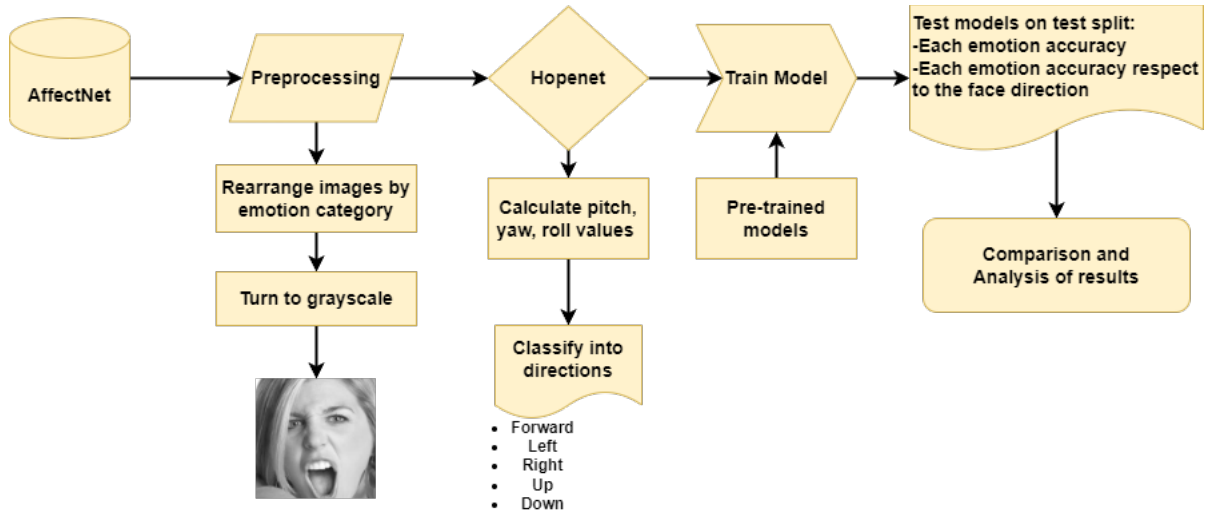 AffectNet
Preprocessing
Hopenet
Train Model
Test models on test split:
-Each emotion accuracy
-Each emotion accuracy respect
to the face direction
Rearrange images by
emotion category
Calculate pitch,
yaw, roll values
Pre-trained
models
Comparison and
Analysis of results
Turn to grayscale
Classify into
directions
• Forward
• Left
• Right
• Up
• Down